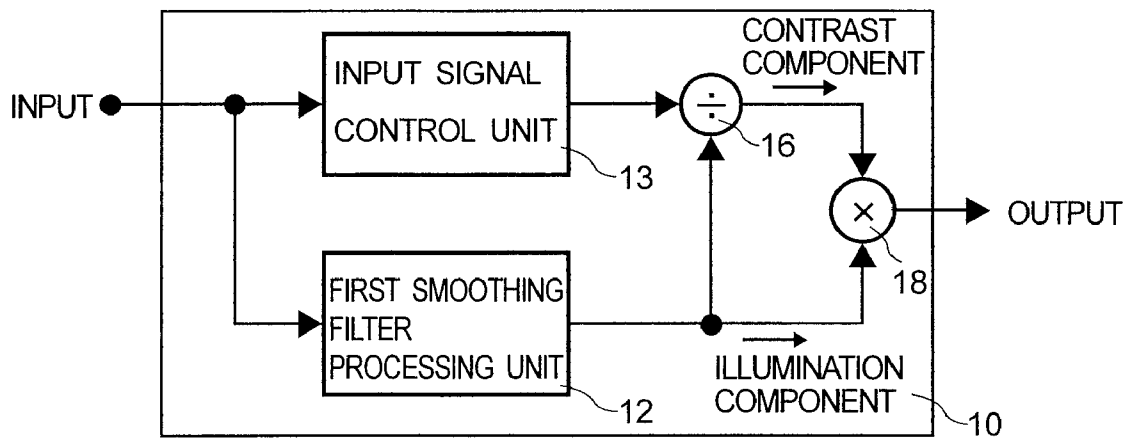 INPUT
INPUT SIGNAL
CONTROL UNIT
13
÷
16
CONTRAST
COMPONENT
×
18
OUTPUT
FIRST SMOOTHING
FILTER
PROCESSING UNIT
12
ILLUMINATION
COMPONENT
10